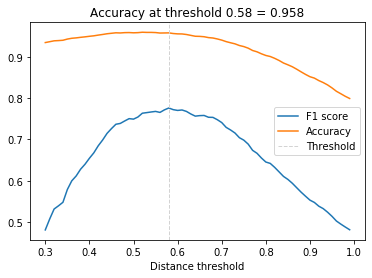 Accuracy at threshold 0.58 = 0.958
0.9
0.8
0.7
0.6
0.5
F1 score
Accuracy
Threshold
0.3 0.4 0.5 0.6 0.7 0.8 0.9 1.0
Distance threshold